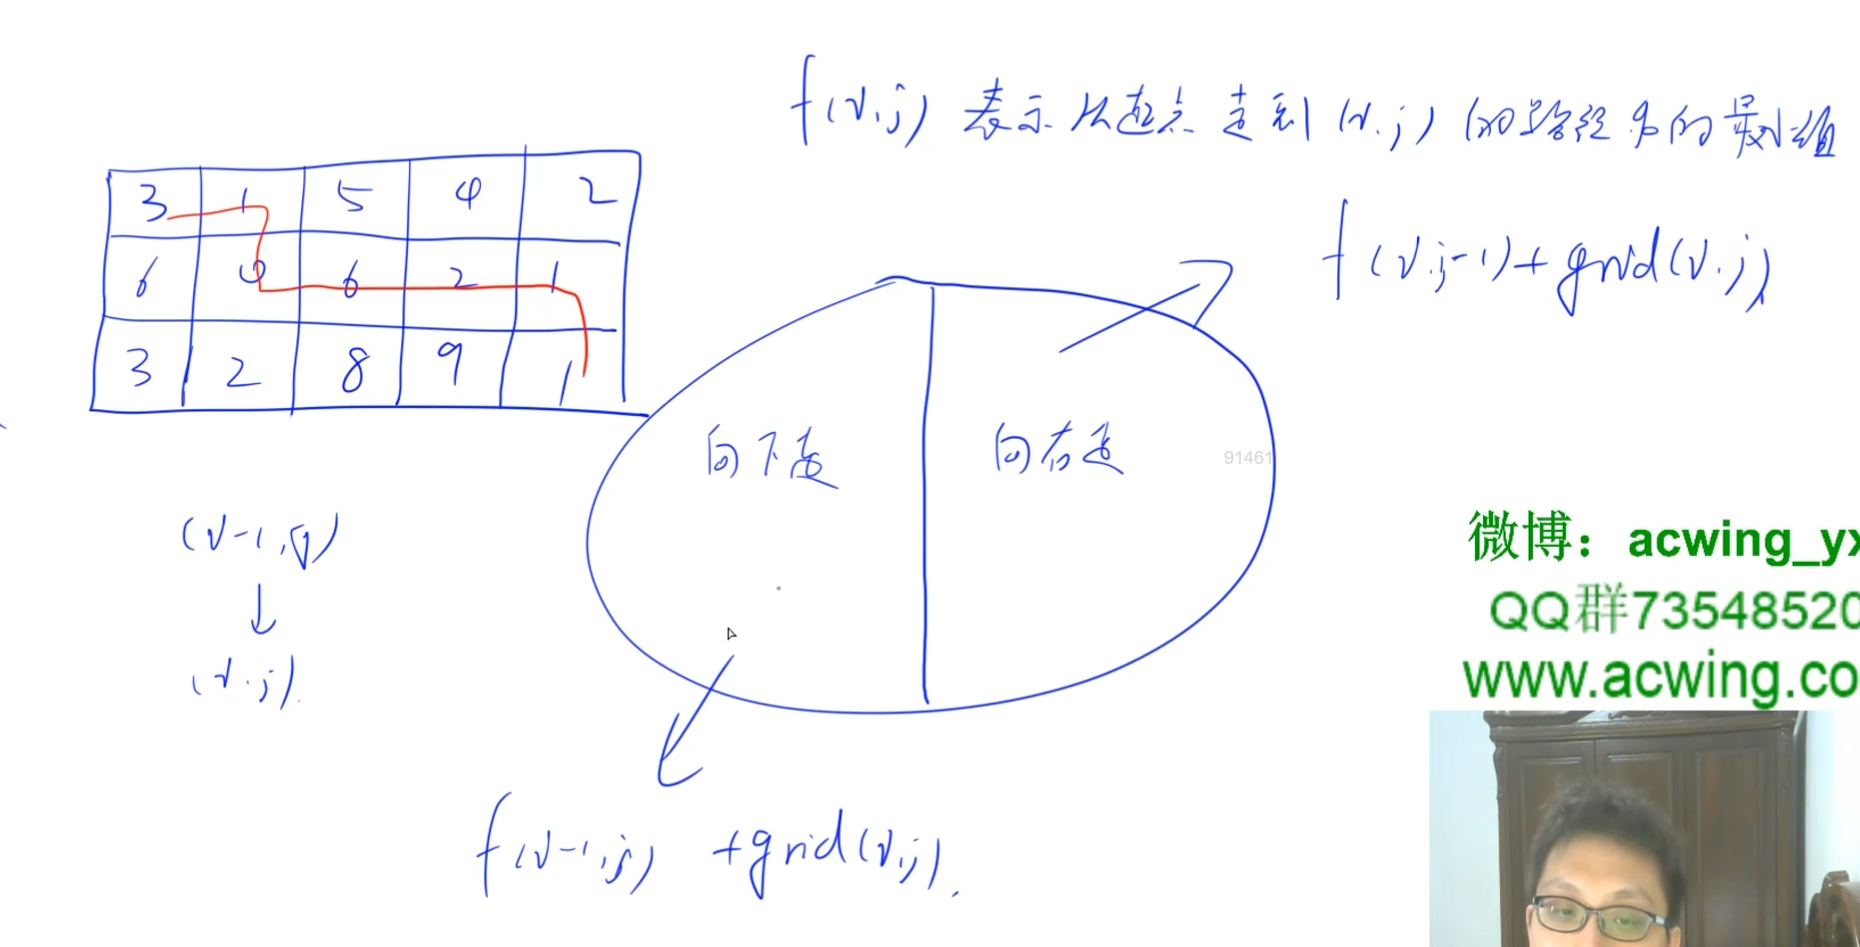 f(i,j) 表示从起点走到(i,j)的路径中的最小值
3 1 5 4 2
6 4 6 2 1
3 2 8 9 1
f(i,j-1)+grid(i,j)
向下走 向右走
91461
(i-1,j)
↓
(i,j).
f(i-1,j) +grid(i,j).
微博：acwing_yx
QQ群73548520
www.acwing.co